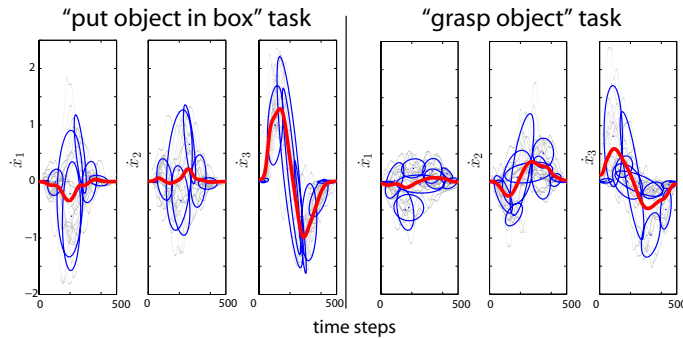 “put object in box” task
“grasp object” task
2
1
0
−1
−2
ẋ1
ẋ2
ẋ3
ẋ1
ẋ2
ẋ3
0 500
0 500
0 500
0 500
0 500
0 500
time steps